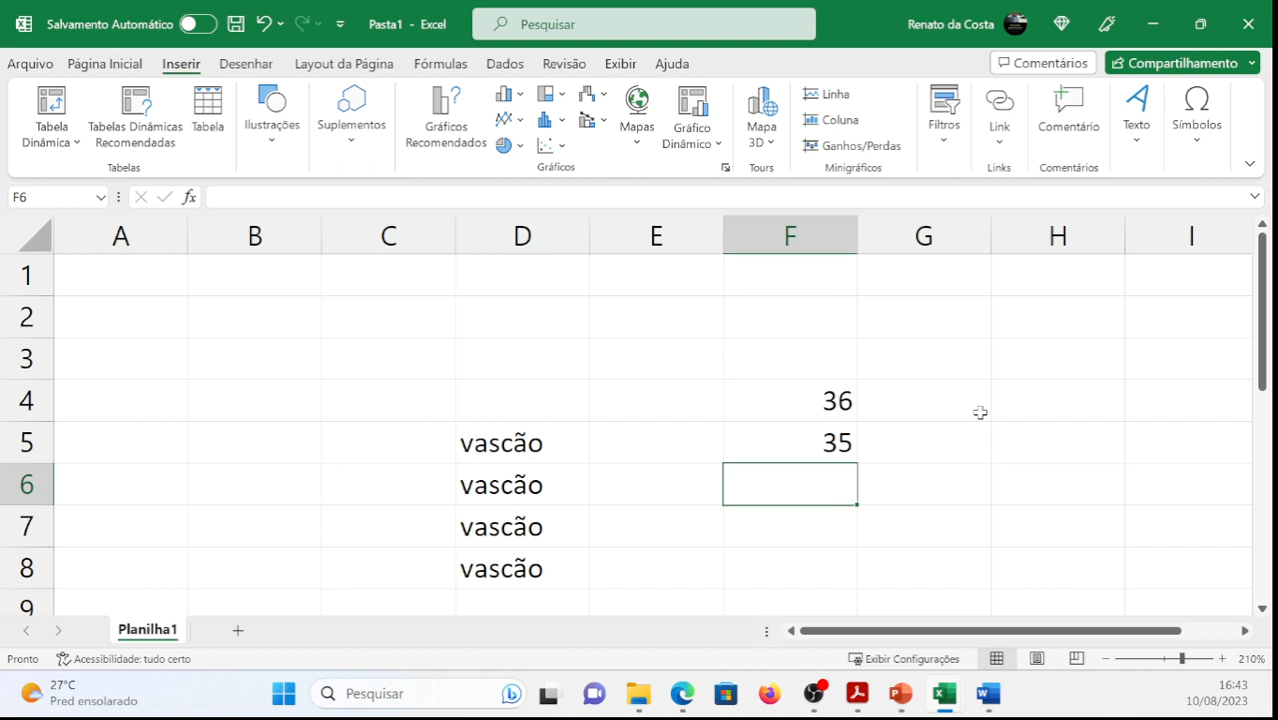 Salvamento Automático
Pasta1 - Excel
Pesquisar
Renato da Costa
Arquivo Página Inicial Inserir Desenhar Layout da Página Fórmulas Dados Revisão Exibir Ajuda
Comentários
Compartilhamento
Tabela Dinâmica
Tabelas Dinâmicas Recomendadas
Tabela
Tabelas
Ilustrações
Suplementos
Gráficos Recomendados
Mapas
Gráfico Dinâmico
Gráficos
Mapa 3D
Tours
Linha
Coluna
Ganhos/Perdas
Minigráficos
Filtros
Link
Links
Comentário
Comentários
Texto
Símbolos
F6
fx
A B C D E F G H I
1
2
3
4 36
5 vascão 35
6 vascão
7 vascão
8 vascão
9
Planilha1
Pronto
Acessibilidade: tudo certo
Exibir Configurações
210%
27°C
Pred ensolarado
Pesquisar
16:43
10/08/2023